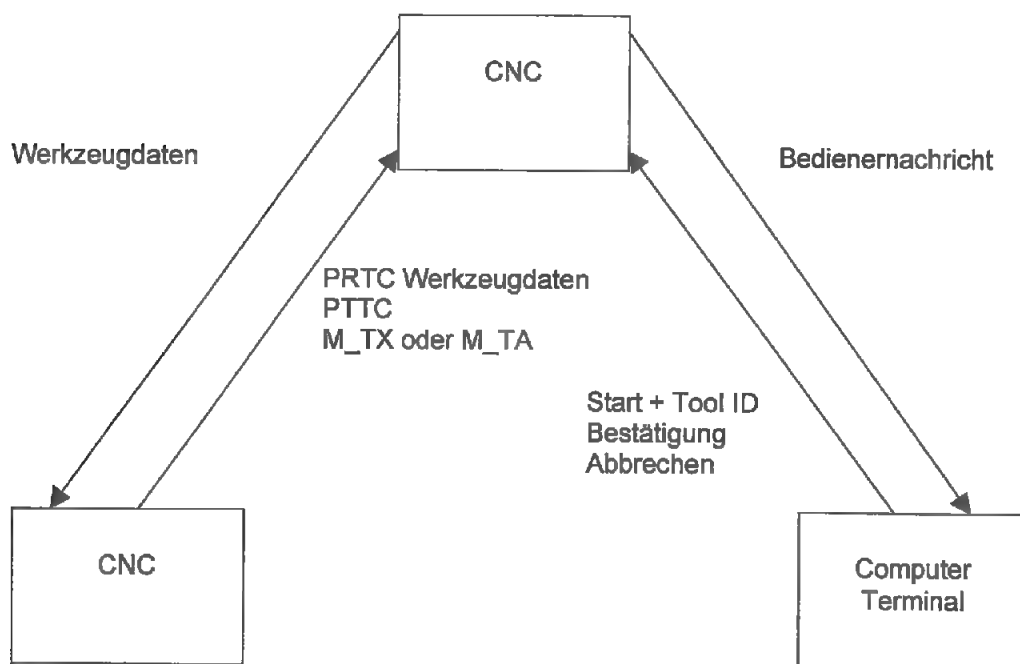 CNC
Werkzeugdaten
Bedienernachricht
PRTC Werkzeugdaten
PTTC
M_TX oder M_TA
Start + Tool ID
Bestätigung
Abbrechen
CNC
Computer
Terminal